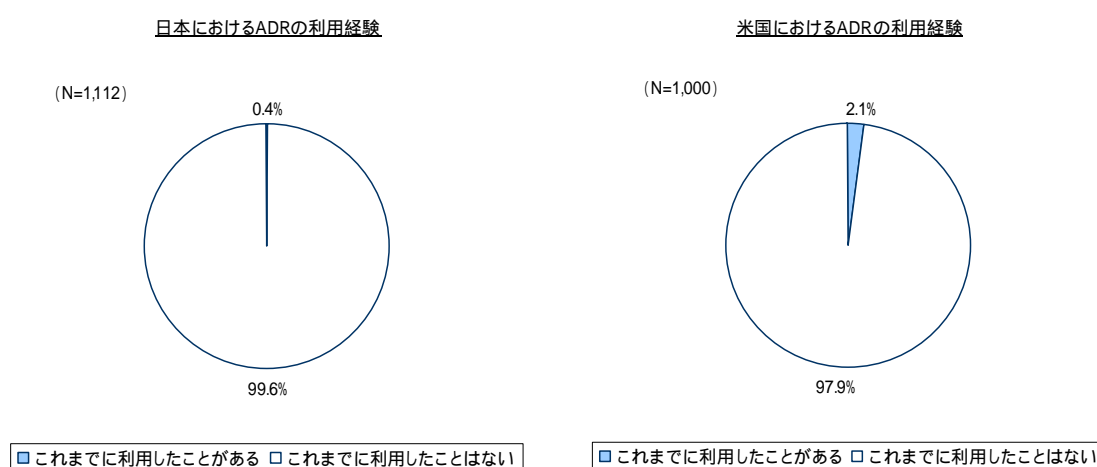 日本におけるADRの利用経験
(N=1,112)
0.4%
99.6%
これまでに利用したことがある これまでに利用したことはない
米国におけるADRの利用経験
(N=1,000)
2.1%
97.9%
これまでに利用したことがある これまでに利用したことはない